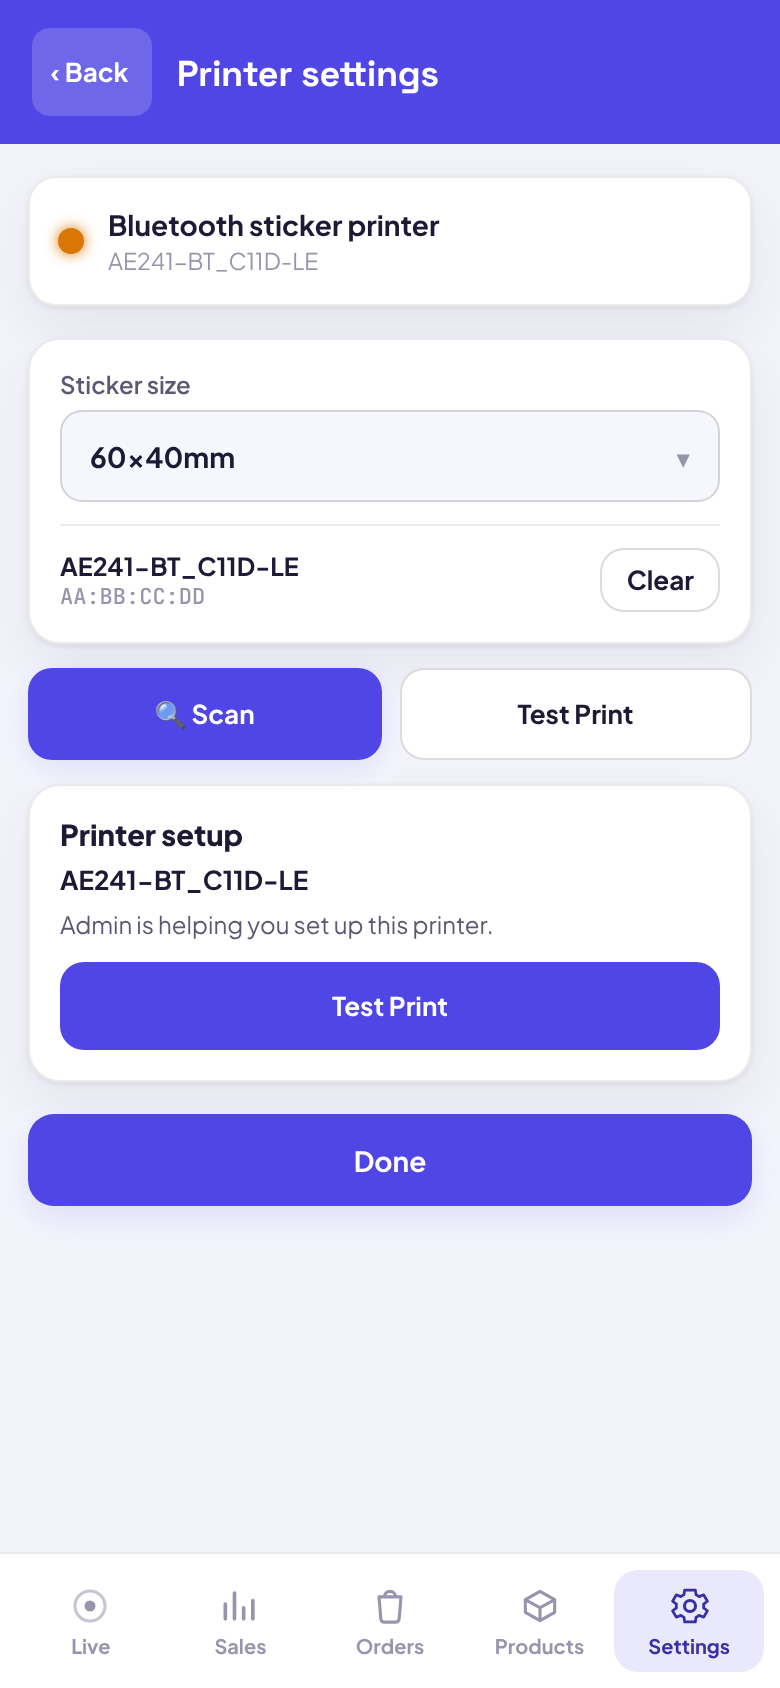 ‹ Back
Printer settings
Bluetooth sticker printer
AE241-BT_C11D-LE
Sticker size
60×40mm
AE241-BT_C11D-LE
AA:BB:CC:DD
Clear
Scan
Test Print
Printer setup
AE241-BT_C11D-LE
Admin is helping you set up this printer.
Test Print
Done
Live
Sales
Orders
Products
Settings